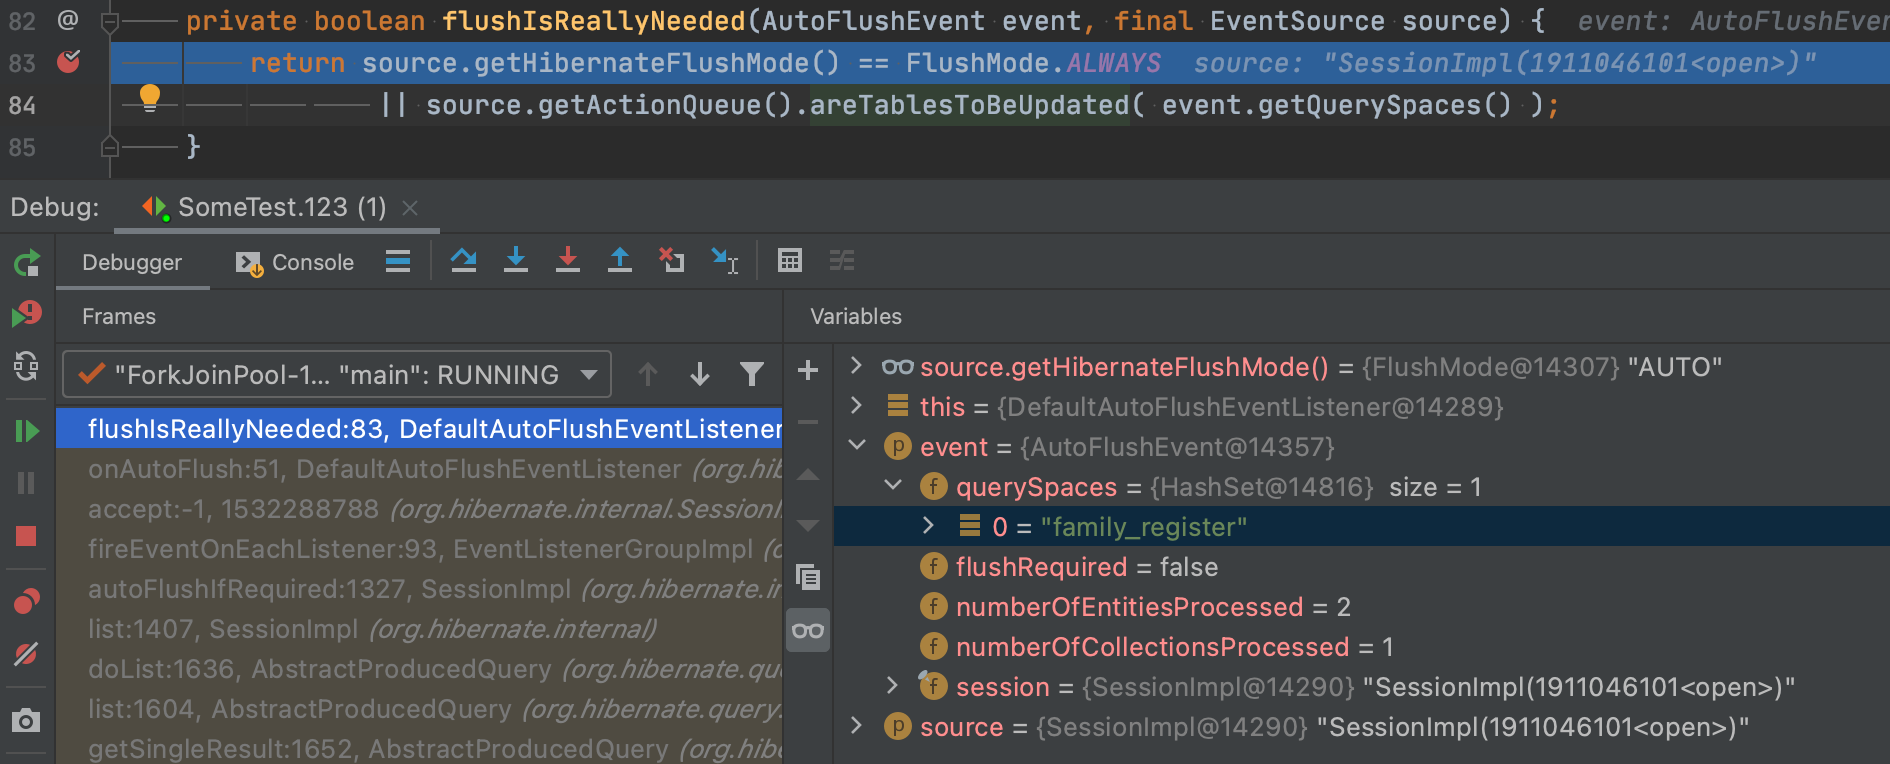 82 @ private boolean flushIsReallyNeeded(AutoFlushEvent event, final EventSource source) { event: AutoFlushEven
83 return source.getHibernateFlushMode() == FlushMode.ALWAYS source: "SessionImpl(1911046101<open>)"
84 || source.getActionQueue().areTablesToBeUpdated( event.getQuerySpaces() );
85 }
Debug: SomeTest.123 (1)
Debugger Console
Frames
"ForkJoinPool-1... "main": RUNNING
flushIsReallyNeeded:83, DefaultAutoFlushEventListener
onAutoFlush:51, DefaultAutoFlushEventListener (org.hib
accept:-1, 1532288788 (org.hibernate.internal.SessionI
fireEventOnEachListener:93, EventListenerGroupImpl (o
autoFlushIfRequired:1327, SessionImpl (org.hibernate.in
list:1407, SessionImpl (org.hibernate.internal)
doList:1636, AbstractProducedQuery (org.hibernate.que
list:1604, AbstractProducedQuery (org.hibernate.query.
getSingleResult:1652, AbstractProducedQuery (org.hibe
Variables
source.getHibernateFlushMode() = {FlushMode@14307} "AUTO"
this = {DefaultAutoFlushEventListener@14289}
p event = {AutoFlushEvent@14357}
f querySpaces = {HashSet@14816} size = 1
0 = "family_register"
f flushRequired = false
f numberOfEntitiesProcessed = 2
f numberOfCollectionsProcessed = 1
f session = {SessionImpl@14290} "SessionImpl(1911046101<open>)"
p source = {SessionImpl@14290} "SessionImpl(1911046101<open>)"